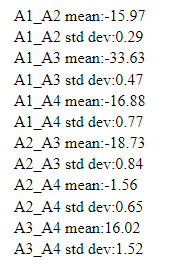 A1_A2 mean:-15.97
A1_A2 std dev:0.29
A1_A3 mean:-33.63
A1_A3 std dev:0.47
A1_A4 mean:-16.88
A1_A4 std dev:0.77
A2_A3 mean:-18.73
A2_A3 std dev:0.84
A2_A4 mean:-1.56
A2_A4 std dev:0.65
A3_A4 mean:16.02
A3_A4 std dev:1.52